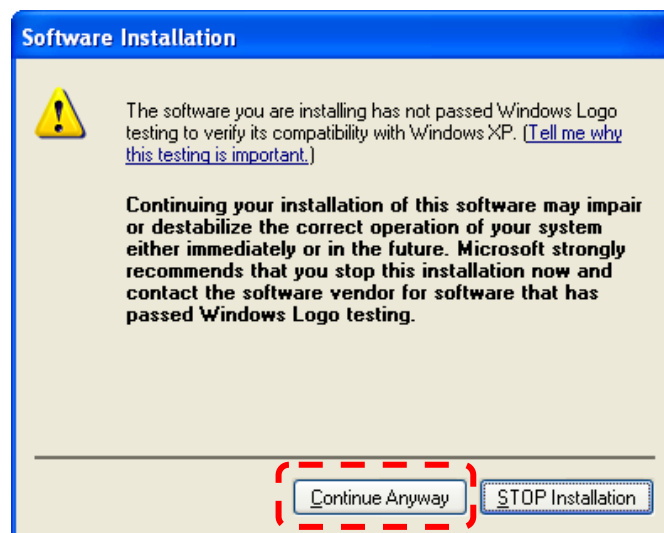 Software Installation
The software you are installing has not passed Windows Logo
testing to verify its compatibility with Windows XP. (Tell me why
this testing is important.)
Continuing your installation of this software may impair
or destabilize the correct operation of your system
either immediately or in the future. Microsoft strongly
recommends that you stop this installation now and
contact the software vendor for software that has
passed Windows Logo testing.
Continue Anyway
STOP Installation